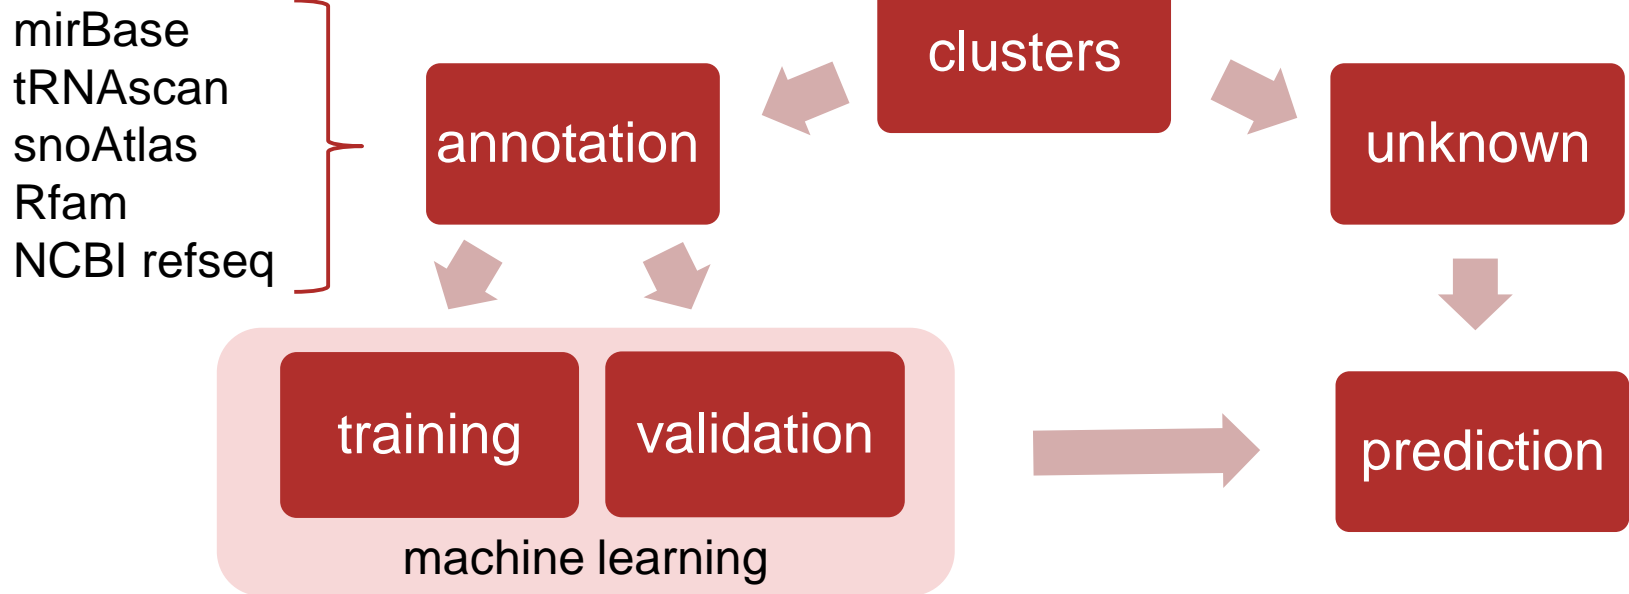 mirBase
tRNAscan
snoAtlas
Rfam
NCBI refseq
clusters
annotation
unknown
training
validation
prediction
machine learning